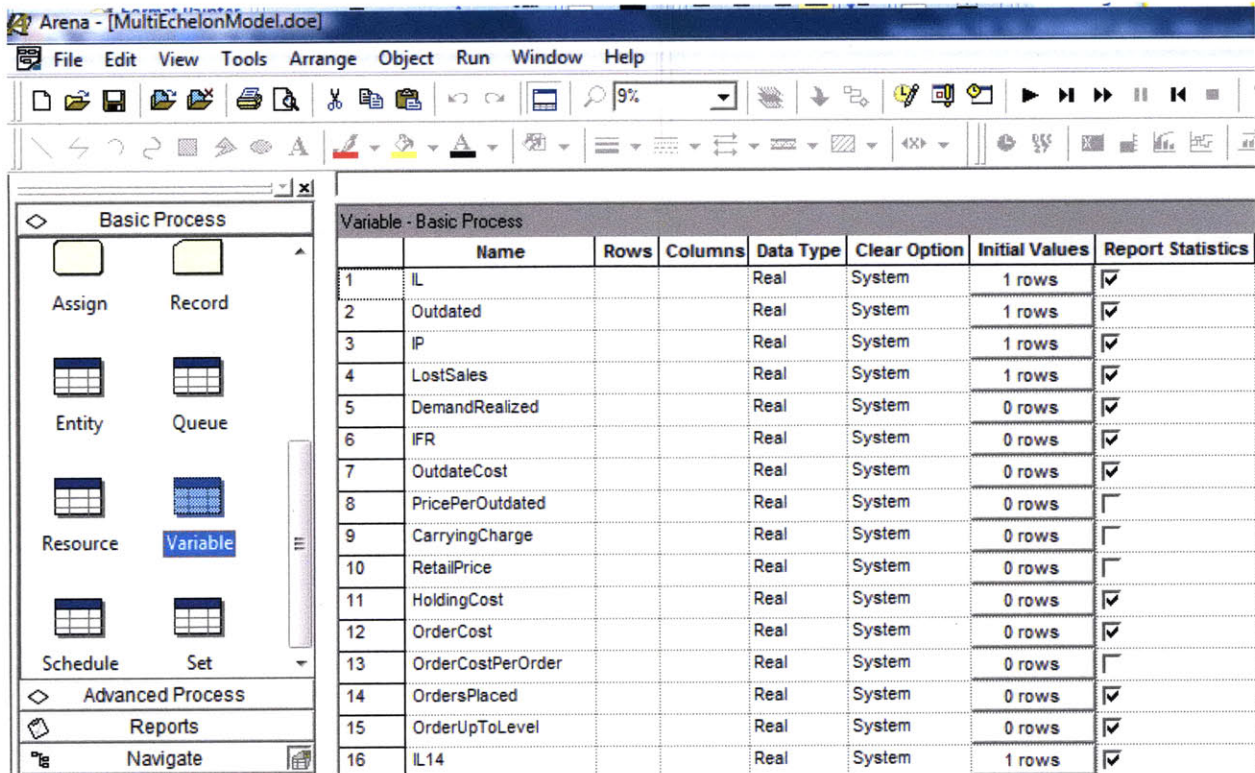 Format Painter
Arena - [MultiEchelonModel.doe]
File Edit View Tools Arrange Object Run Window Help
9%
A A
Basic Process
Assign Record
Entity Queue
Resource Variable
Schedule Set
Advanced Process
Reports
Navigate
Variable - Basic Process
Name Rows Columns Data Type Clear Option Initial Values Report Statistics
1 IL Real System 1 rows
2 Outdated Real System 1 rows
3 IP Real System 1 rows
4 LostSales Real System 1 rows
5 DemandRealized Real System 0 rows
6 IFR Real System 0 rows
7 OutdateCost Real System 0 rows
8 PricePerOutdated Real System 0 rows
9 CarryingCharge Real System 0 rows
10 RetailPrice Real System 0 rows
11 HoldingCost Real System 0 rows
12 OrderCost Real System 0 rows
13 OrderCostPerOrder Real System 0 rows
14 OrdersPlaced Real System 0 rows
15 OrderUpToLevel Real System 0 rows
16 IL14 Real System 1 rows